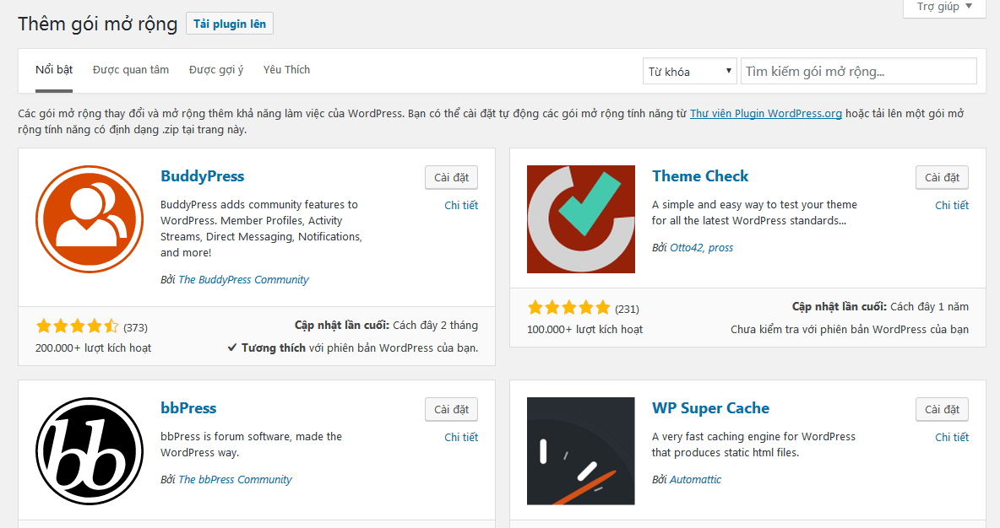 Trợ giúp
Thêm gói mở rộng
Tải plugin lên
Nổi bật
Được quan tâm
Được gợi ý
Yêu Thích
Từ khóa
Tìm kiếm gói mở rộng...
Các gói mở rộng thay đổi và mở rộng thêm khả năng làm việc của WordPress. Bạn có thể cài đặt tự động các gói mở rộng tính năng từ Thư viện Plugin WordPress.org hoặc tải lên một gói mở
rộng tính năng có định dạng .zip tại trang này.
BuddyPress
Cài đặt
Chi tiết
BuddyPress adds community features to
WordPress. Member Profiles, Activity
Streams, Direct Messaging, Notifications,
and more!
Bởi The BuddyPress Community
(373)
Cập nhật lần cuối: Cách đây 2 tháng
200.000+ lượt kích hoạt
Tương thích với phiên bản WordPress của bạn.
Theme Check
Cài đặt
Chi tiết
A simple and easy way to test your theme
for all the latest WordPress standards...
Bởi Otto42, pross
(231)
Cập nhật lần cuối: Cách đây 1 năm
100.000+ lượt kích hoạt
Chưa kiểm tra với phiên bản WordPress của bạn
bb
bbPress
Cài đặt
Chi tiết
bbPress is forum software, made the
WordPress way.
Bởi The bbPress Community
WP Super Cache
Cài đặt
Chi tiết
A very fast caching engine for WordPress
that produces static html files.
Bởi Automattic